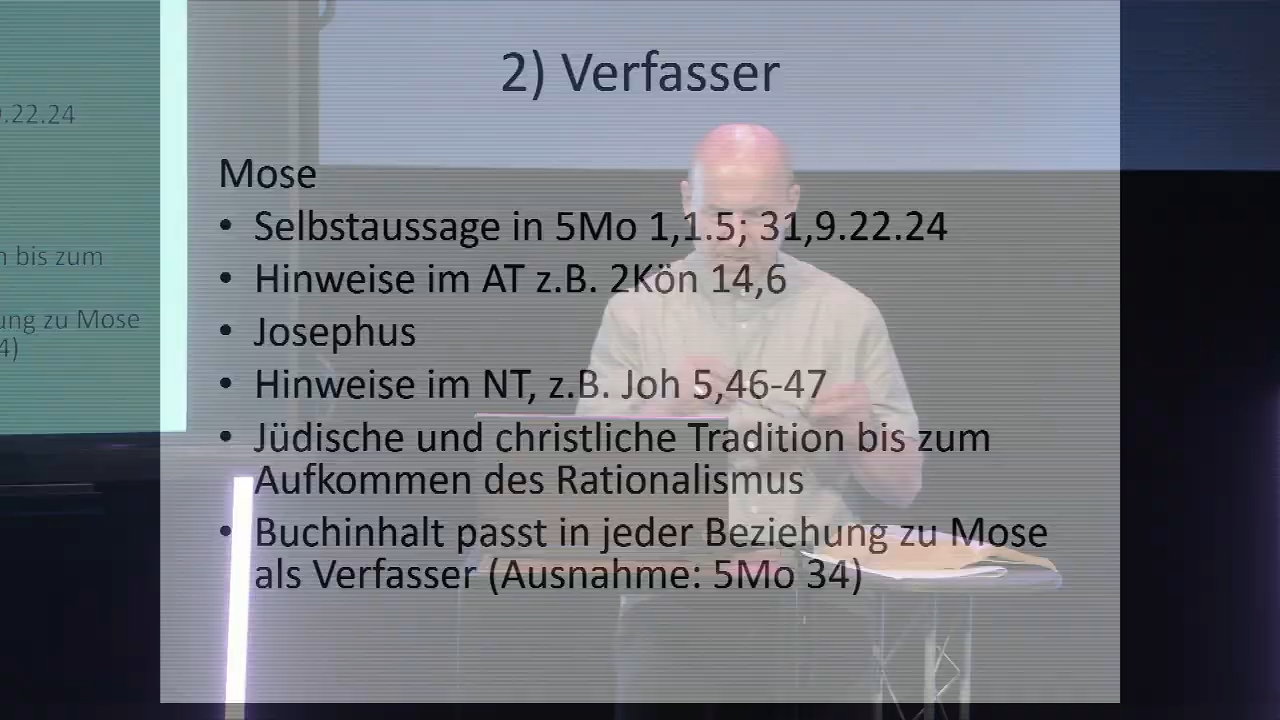 2) Verfasser
Mose
• Selbstaussage in 5Mo 1,1.5; 31,9.22.24
• Hinweise im AT z.B. 2Kön 14,6
• Josephus
• Hinweise im NT, z.B. Joh 5,46-47
• Jüdische und christliche Tradition bis zum
Aufkommen des Rationalismus
• Buchinhalt passt in jeder Beziehung zu Mose
als Verfasser (Ausnahme: 5Mo 34)
.22.24
bis zum
zu Mose
4)